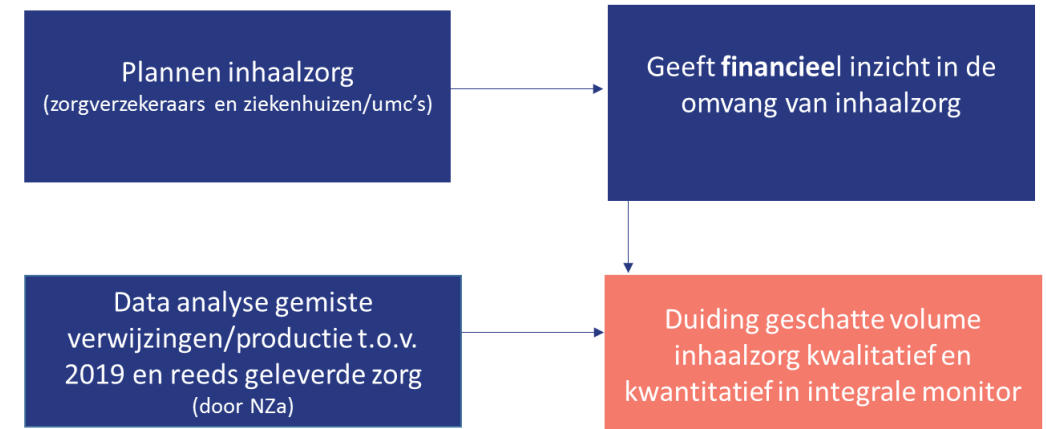 Plannen inhaalzorg
(zorgverzekeraars en ziekenhuizen/umc's)
Geeft financieel inzicht in de
omvang van inhaalzorg
Data analyse gemiste
verwijzingen/productie t.o.v.
2019 en reeds geleverde zorg
(door NZa)
Duiding geschatte volume
inhaalzorg kwalitatief en
kwantitatief in integrale monitor